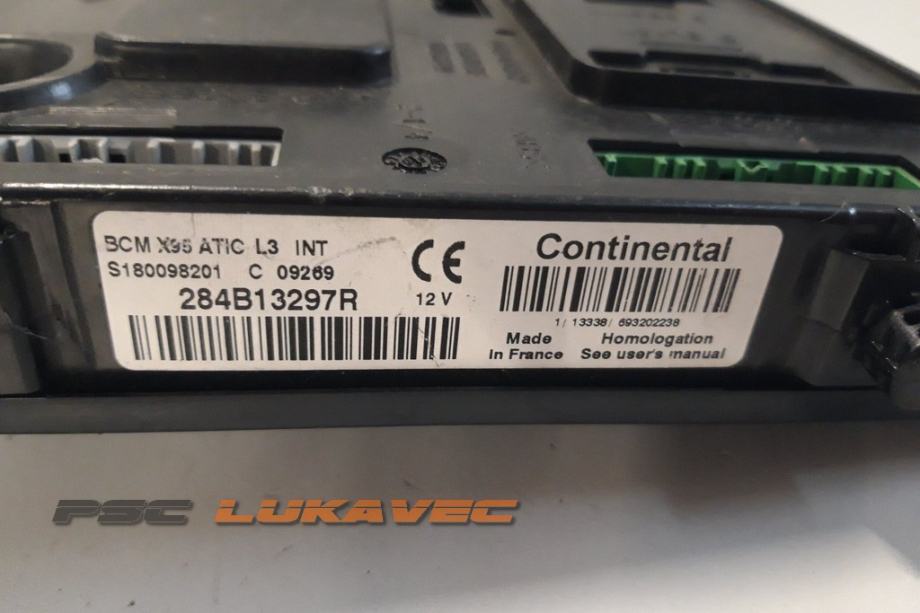 BCM X95 ATIC L3 INT
S180098201 C 09269
284B13297R
CE
12 V
Continental
1/ 13338/ 693202238
Made
in France
Homologation
See user's manual
PSC LUKAVEC